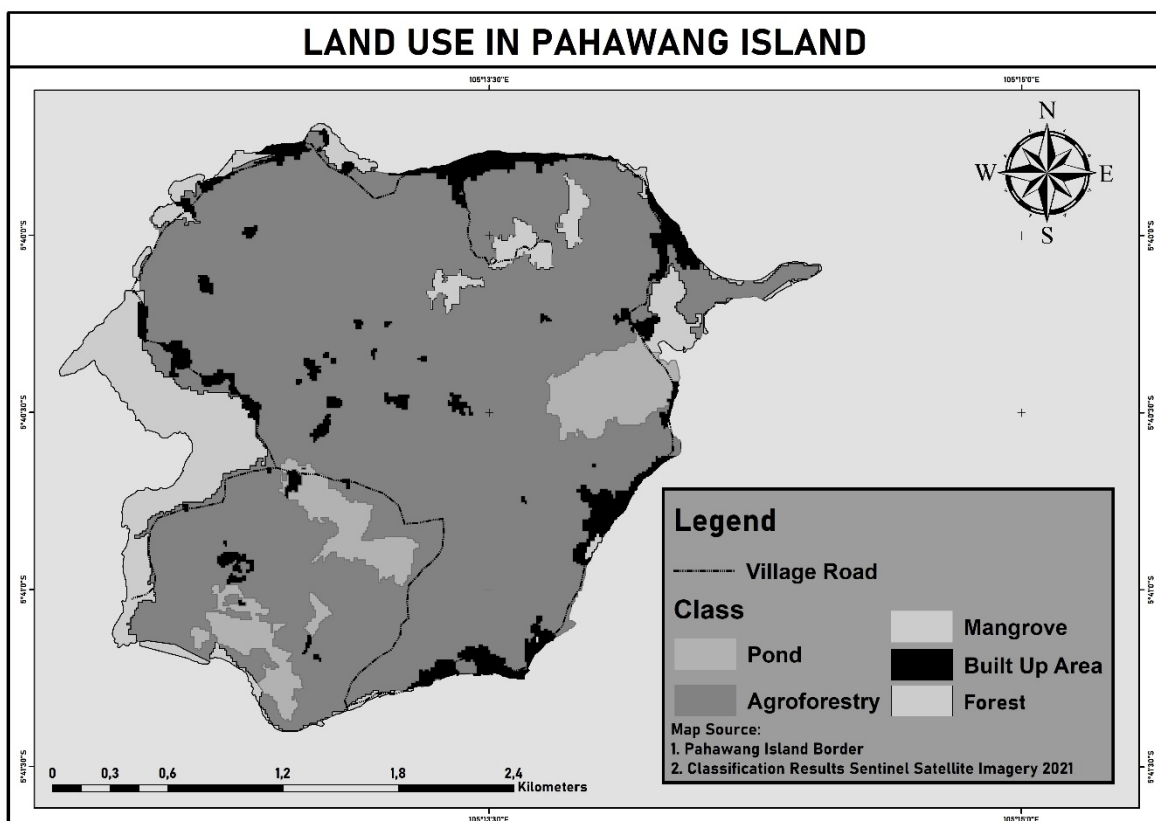 LAND USE IN PAHAWANG ISLAND
105°13'30"E
105°15'0"E
N
W
E
S
5°40'0"S
5°40'0"S
5°40'30"S
5°40'30"S
5°41'0"S
5°41'0"S
5°41'30"S
5°41'30"S
Legend
Village Road
Class
Pond
Agroforestry
Mangrove
Built Up Area
Forest
Map Source:
1. Pahawang Island Border
2. Classification Results Sentinel Satellite Imagery 2021
0 0,3 0,6 1,2 1,8 2,4
Kilometers
105°13'30"E
105°15'0"E